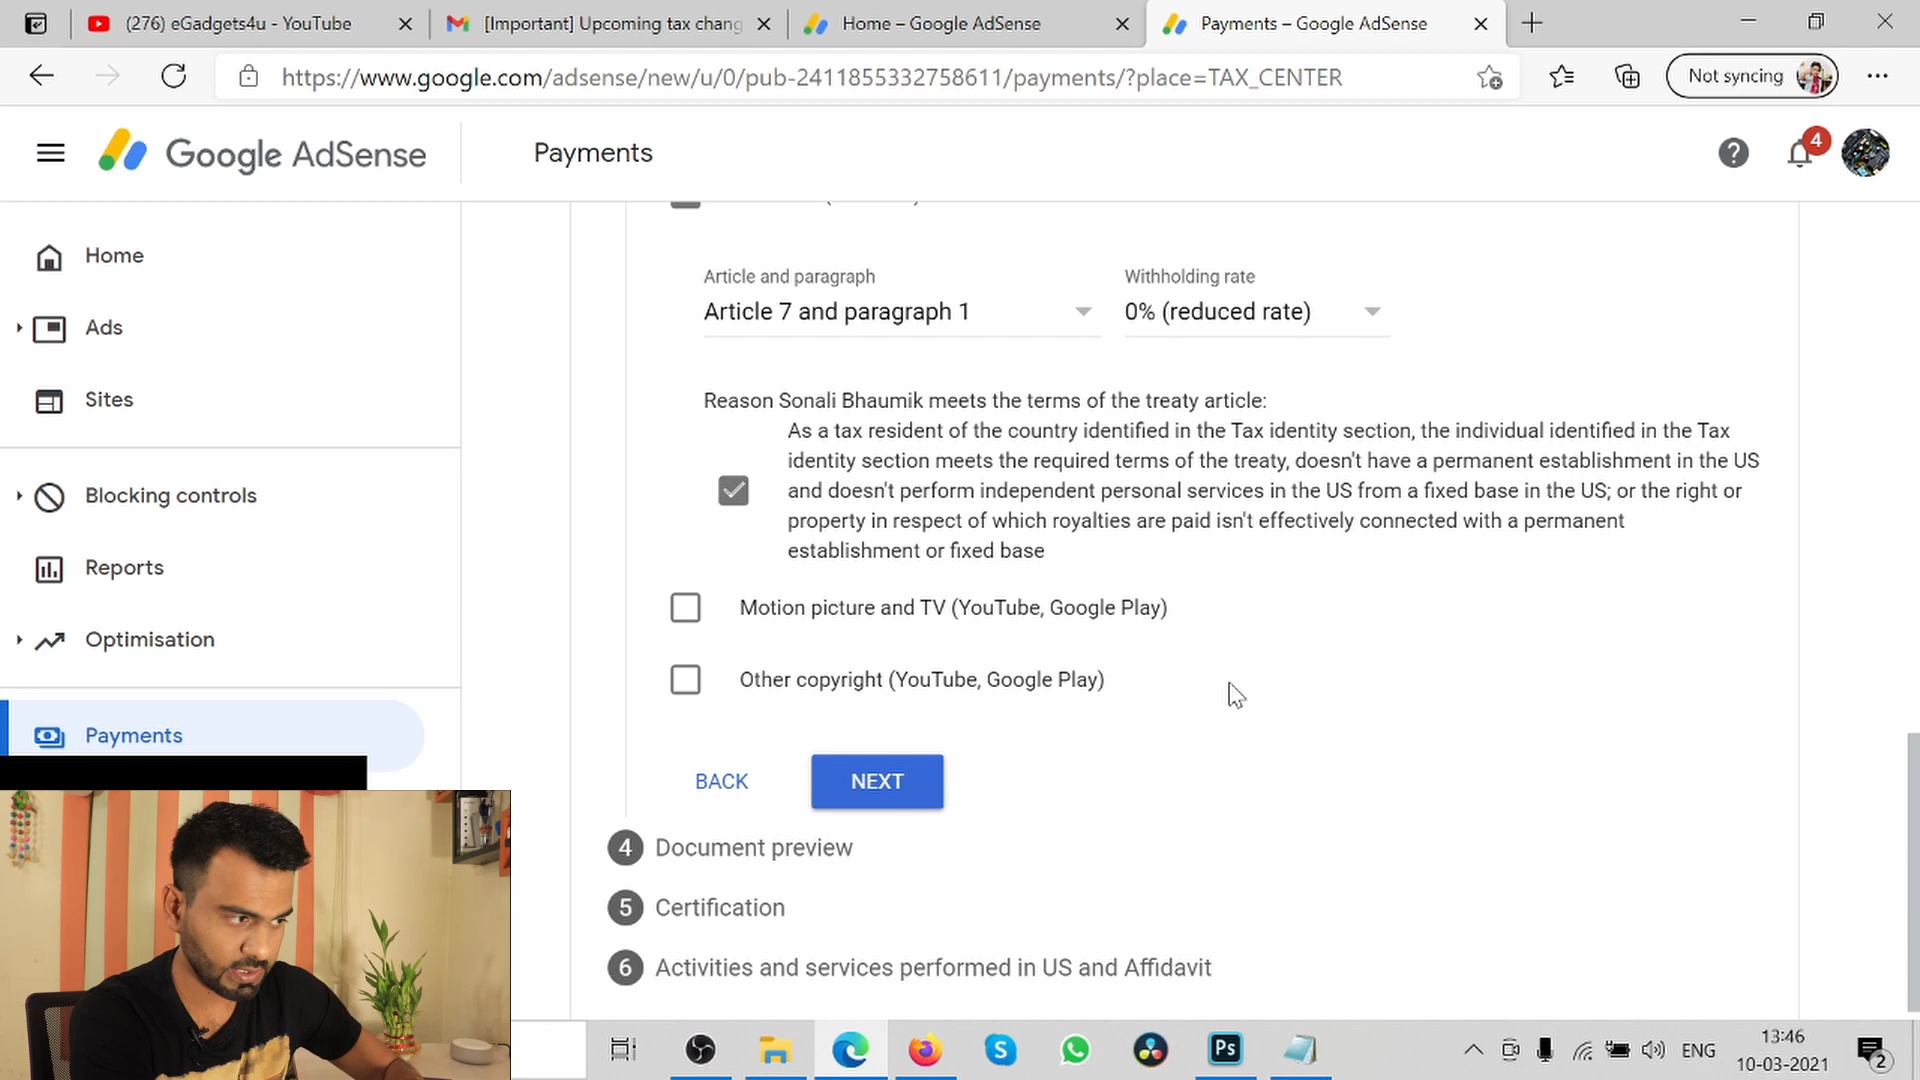 (276) eGadgets4u - YouTube
[Important] Upcoming tax chang
Home – Google AdSense
Payments – Google AdSense
https://www.google.com/adsense/new/u/0/pub-2411855332758611/payments/?place=TAX_CENTER
Not syncing
Google AdSense
Payments
4
Home
Ads
Sites
Blocking controls
Reports
Optimisation
Payments
Article and paragraph
Article 7 and paragraph 1
Withholding rate
0% (reduced rate)
Reason Sonali Bhaumik meets the terms of the treaty article:
As a tax resident of the country identified in the Tax identity section, the individual identified in the Tax
identity section meets the required terms of the treaty, doesn't have a permanent establishment in the US
and doesn't perform independent personal services in the US from a fixed base in the US; or the right or
property in respect of which royalties are paid isn't effectively connected with a permanent
establishment or fixed base
Motion picture and TV (YouTube, Google Play)
Other copyright (YouTube, Google Play)
BACK
NEXT
4 Document preview
5 Certification
6 Activities and services performed in US and Affidavit
Ps
ENG
13:46
10-03-2021
2